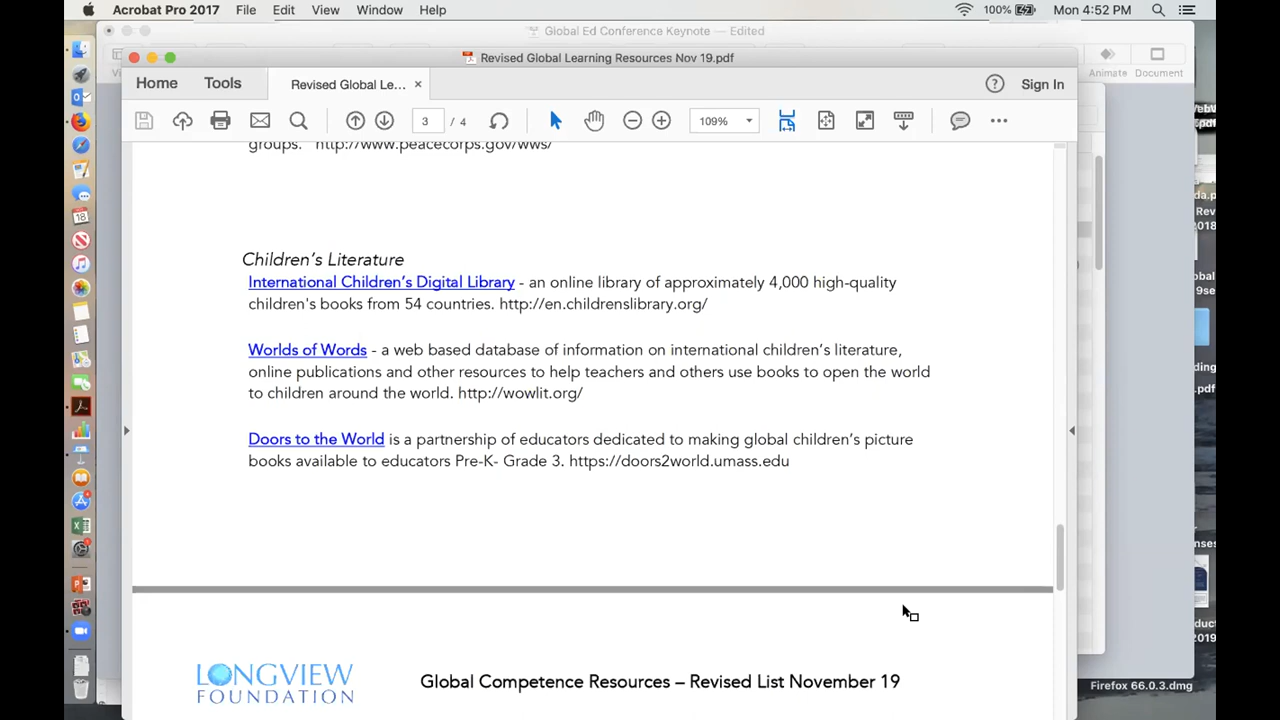 Acrobat Pro 2017 File Edit View Window Help 100% Mon 4:52 PM
Global Ed Conference Keynote — Edited
Revised Global Learning Resources Nov 19.pdf
Animate Document
Home Tools Revised Global Le... × Sign In
3 / 4 109%
groups. http://www.peacecorps.gov/wws/
Children's Literature
International Children's Digital Library - an online library of approximately 4,000 high-quality
children's books from 54 countries. http://en.childrenslibrary.org/
Worlds of Words - a web based database of information on international children's literature,
online publications and other resources to help teachers and others use books to open the world
to children around the world. http://wowlit.org/
Doors to the World is a partnership of educators dedicated to making global children's picture
books available to educators Pre-K- Grade 3. https://doors2world.umass.edu
LONGVIEW
FOUNDATION
Global Competence Resources – Revised List November 19
Firefox 66.0.3.dmg